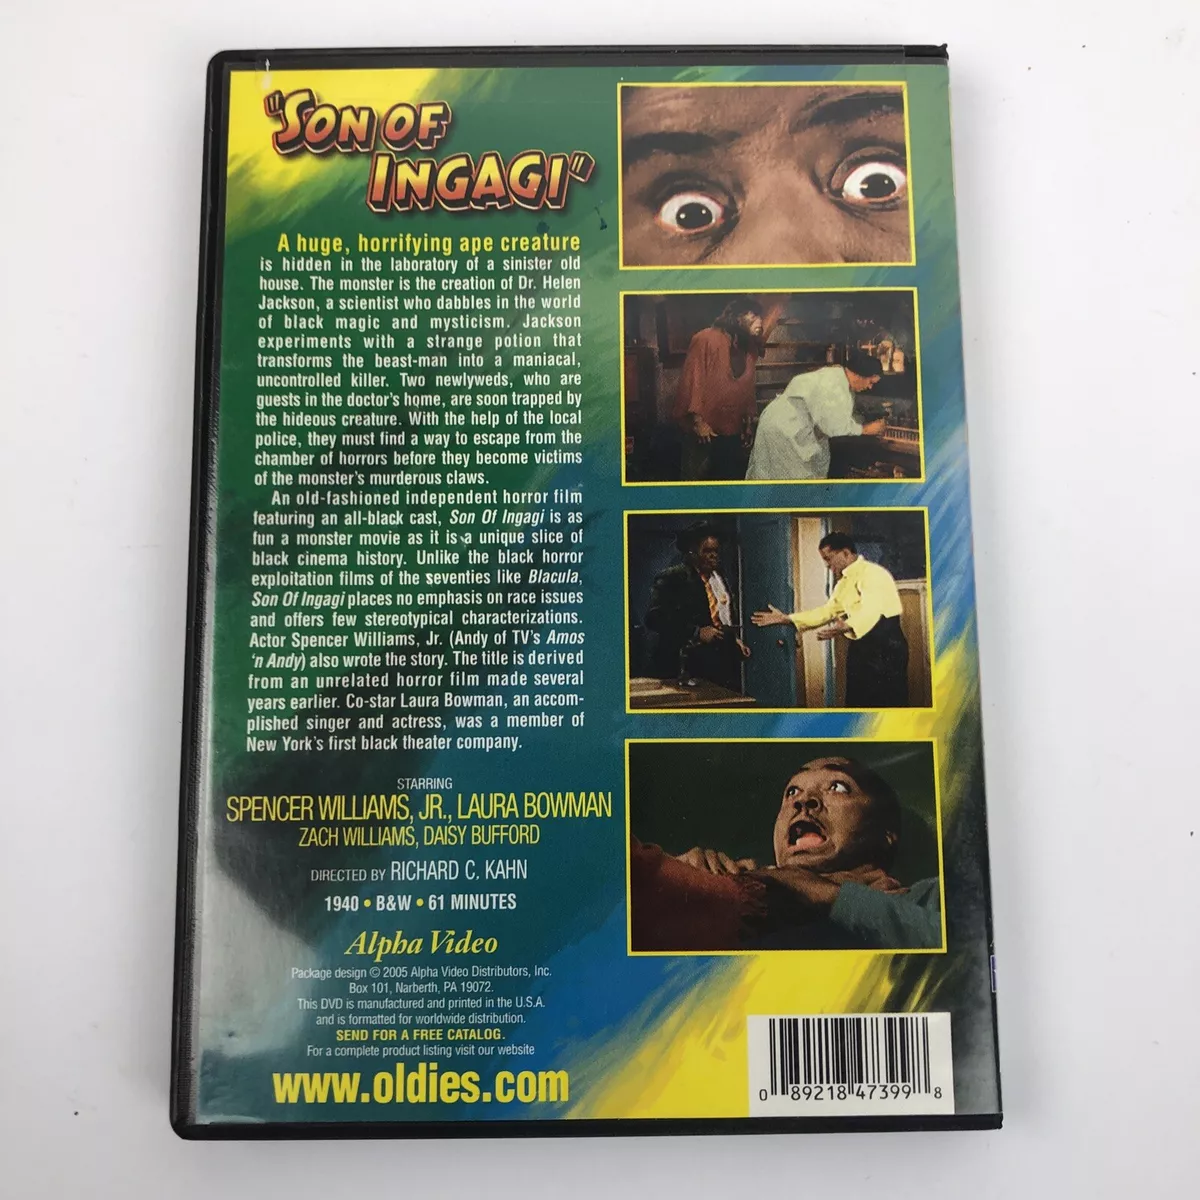 "SON OF
INGAGI"
A huge, horrifying ape creature
is hidden in the laboratory of a sinister old
house. The monster is the creation of Dr. Helen
Jackson, a scientist who dabbles in the world
of black magic and mysticism. Jackson
experiments with a strange potion that
transforms the beast-man into a maniacal,
uncontrolled killer. Two newlyweds, who are
guests in the doctor's home, are soon trapped by
the hideous creature. With the help of the local
police, they must find a way to escape from the
chamber of horrors before they become victims
of the monster's murderous claws.
An old-fashioned independent horror film
featuring an all-black cast, Son Of Ingagi is as
fun a monster movie as it is a unique slice of
black cinema history. Unlike the black horror
exploitation films of the seventies like Blacula,
Son Of Ingagi places no emphasis on race issues
and offers few stereotypical characterizations.
Actor Spencer Williams, Jr. (Andy of TV's Amos
'n Andy) also wrote the story. The title is derived
from an unrelated horror film made several
years earlier. Co-star Laura Bowman, an accom-
plished singer and actress, was a member of
New York's first black theater company.
STARRING
SPENCER WILLIAMS, JR., LAURA BOWMAN
ZACH WILLIAMS, DAISY BUFFORD
DIRECTED BY RICHARD C. KAHN
1940 • B&W • 61 MINUTES
Alpha Video
Package design © 2005 Alpha Video Distributors, Inc.
Box 101, Narberth, PA 19072.
This DVD is manufactured and printed in the U.S.A.
and is formatted for worldwide distribution.
SEND FOR A FREE CATALOG.
For a complete product listing visit our website
www.oldies.com
0 89218 47399 8